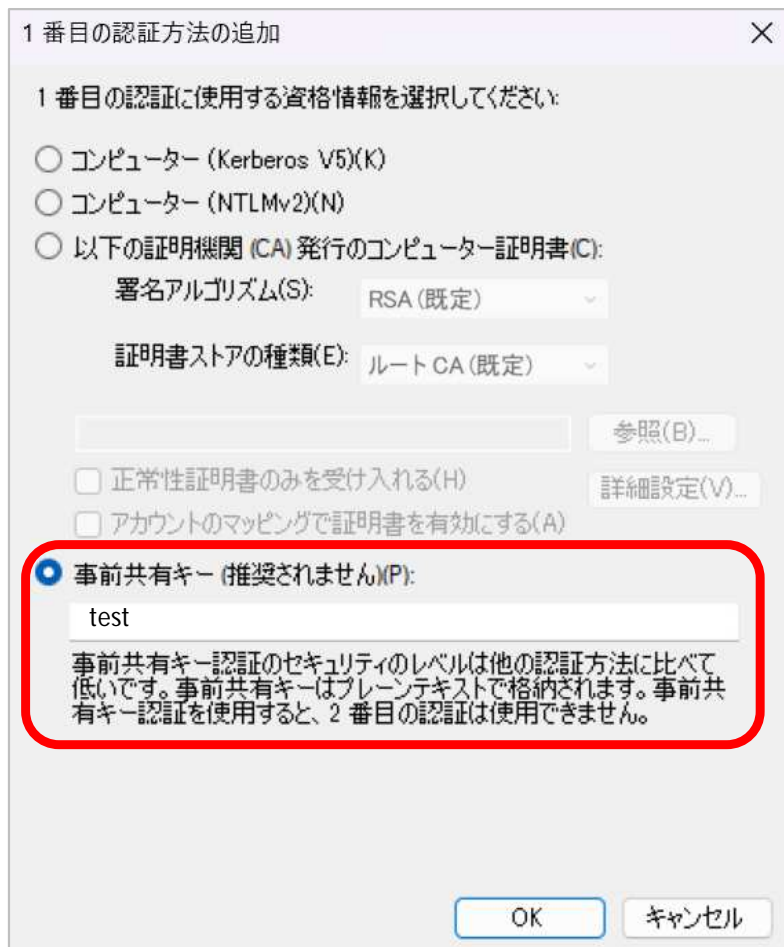 1 番目の認証方法の追加
1 番目の認証に使用する資格情報を選択してください:
コンピューター (Kerberos V5)(K)
コンピューター (NTLMv2)(N)
以下の証明機関 (CA) 発行のコンピューター証明書(C):
署名アルゴリズム(S): RSA (既定)
証明書ストアの種類(E): ルート CA (既定)
参照(B)...
正常性証明書のみを受け入れる(H)
詳細設定(V)...
アカウントのマッピングで証明書を有効にする(A)
事前共有キー (推奨されません)(P):
test
事前共有キー認証のセキュリティのレベルは他の認証方法に比べて
低いです。事前共有キーはプレーンテキストで格納されます。事前共
有キー認証を使用すると、2 番目の認証は使用できません。
OK キャンセル